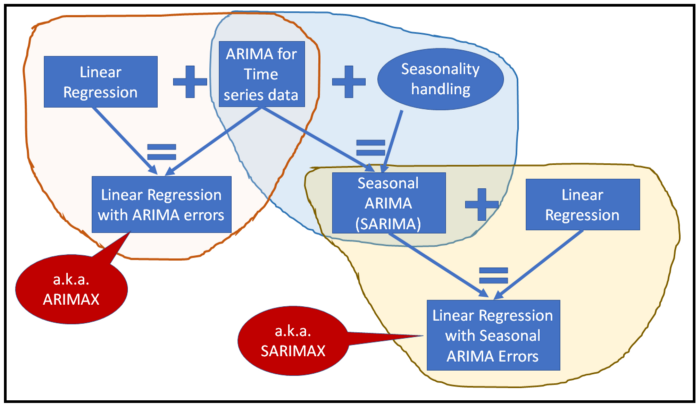 Linear
Regression
ARIMA for
Time
series data
Seasonality
handling
Linear Regression
with ARIMA errors
Seasonal
ARIMA
(SARIMA)
Linear
Regression
a.k.a.
ARIMAX
a.k.a.
SARIMAX
Linear Regression
with Seasonal
ARIMA Errors